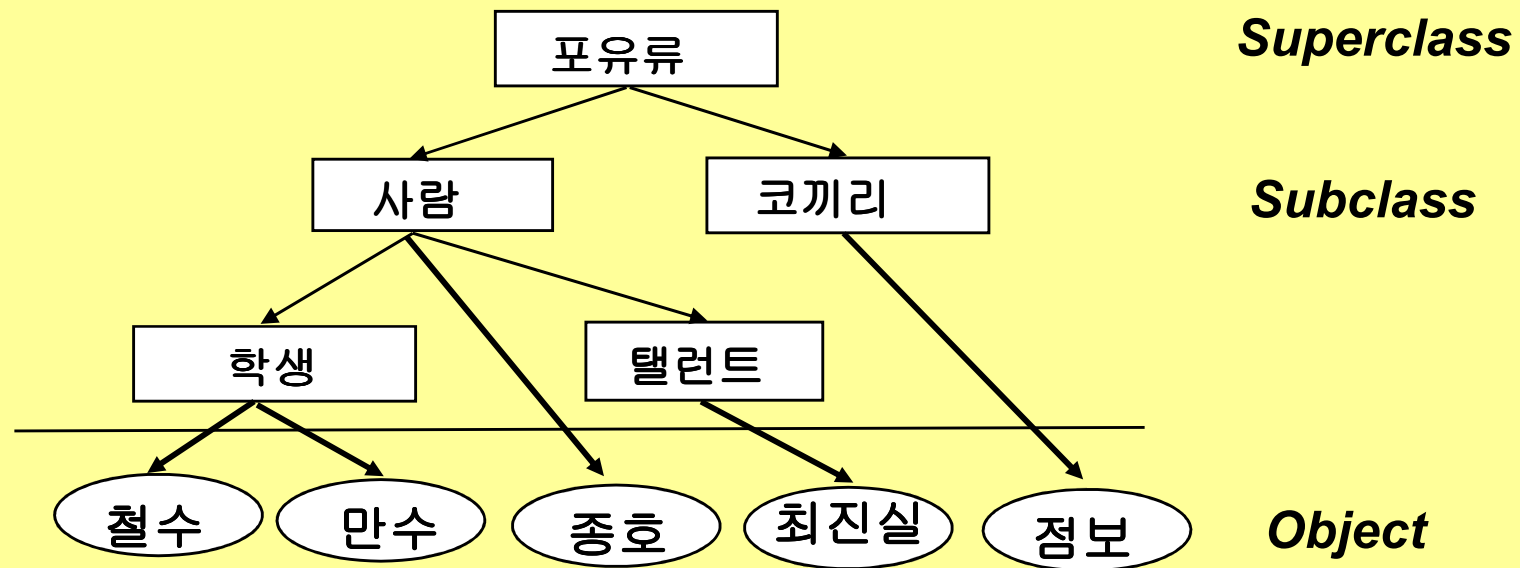 포유류
Superclass
사람
코끼리
Subclass
학생
탤런트
철수
만수
종호
최진실
점보
Object